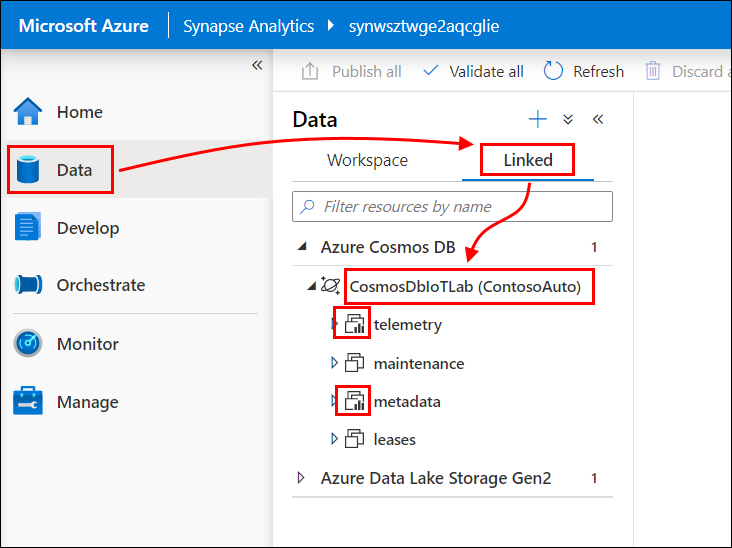 Microsoft Azure Synapse Analytics synwsztwge2aqcglie
Publish all Validate all Refresh Discard a
Home
Data
Develop
Orchestrate
Monitor
Manage
Data
Workspace Linked
Filter resources by name
Azure Cosmos DB 1
CosmosDbIoTLab (ContosoAuto)
telemetry
maintenance
metadata
leases
Azure Data Lake Storage Gen2 1